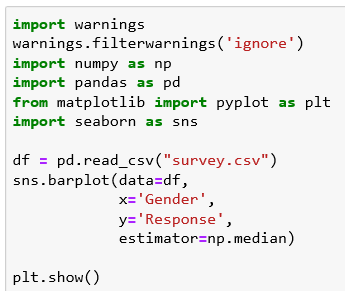 import warnings
warnings.filterwarnings('ignore')
import numpy as np
import pandas as pd
from matplotlib import pyplot as plt
import seaborn as sns

df = pd.read_csv("survey.csv")
sns.barplot(data=df,
            x='Gender',
            y='Response',
            estimator=np.median)

plt.show()